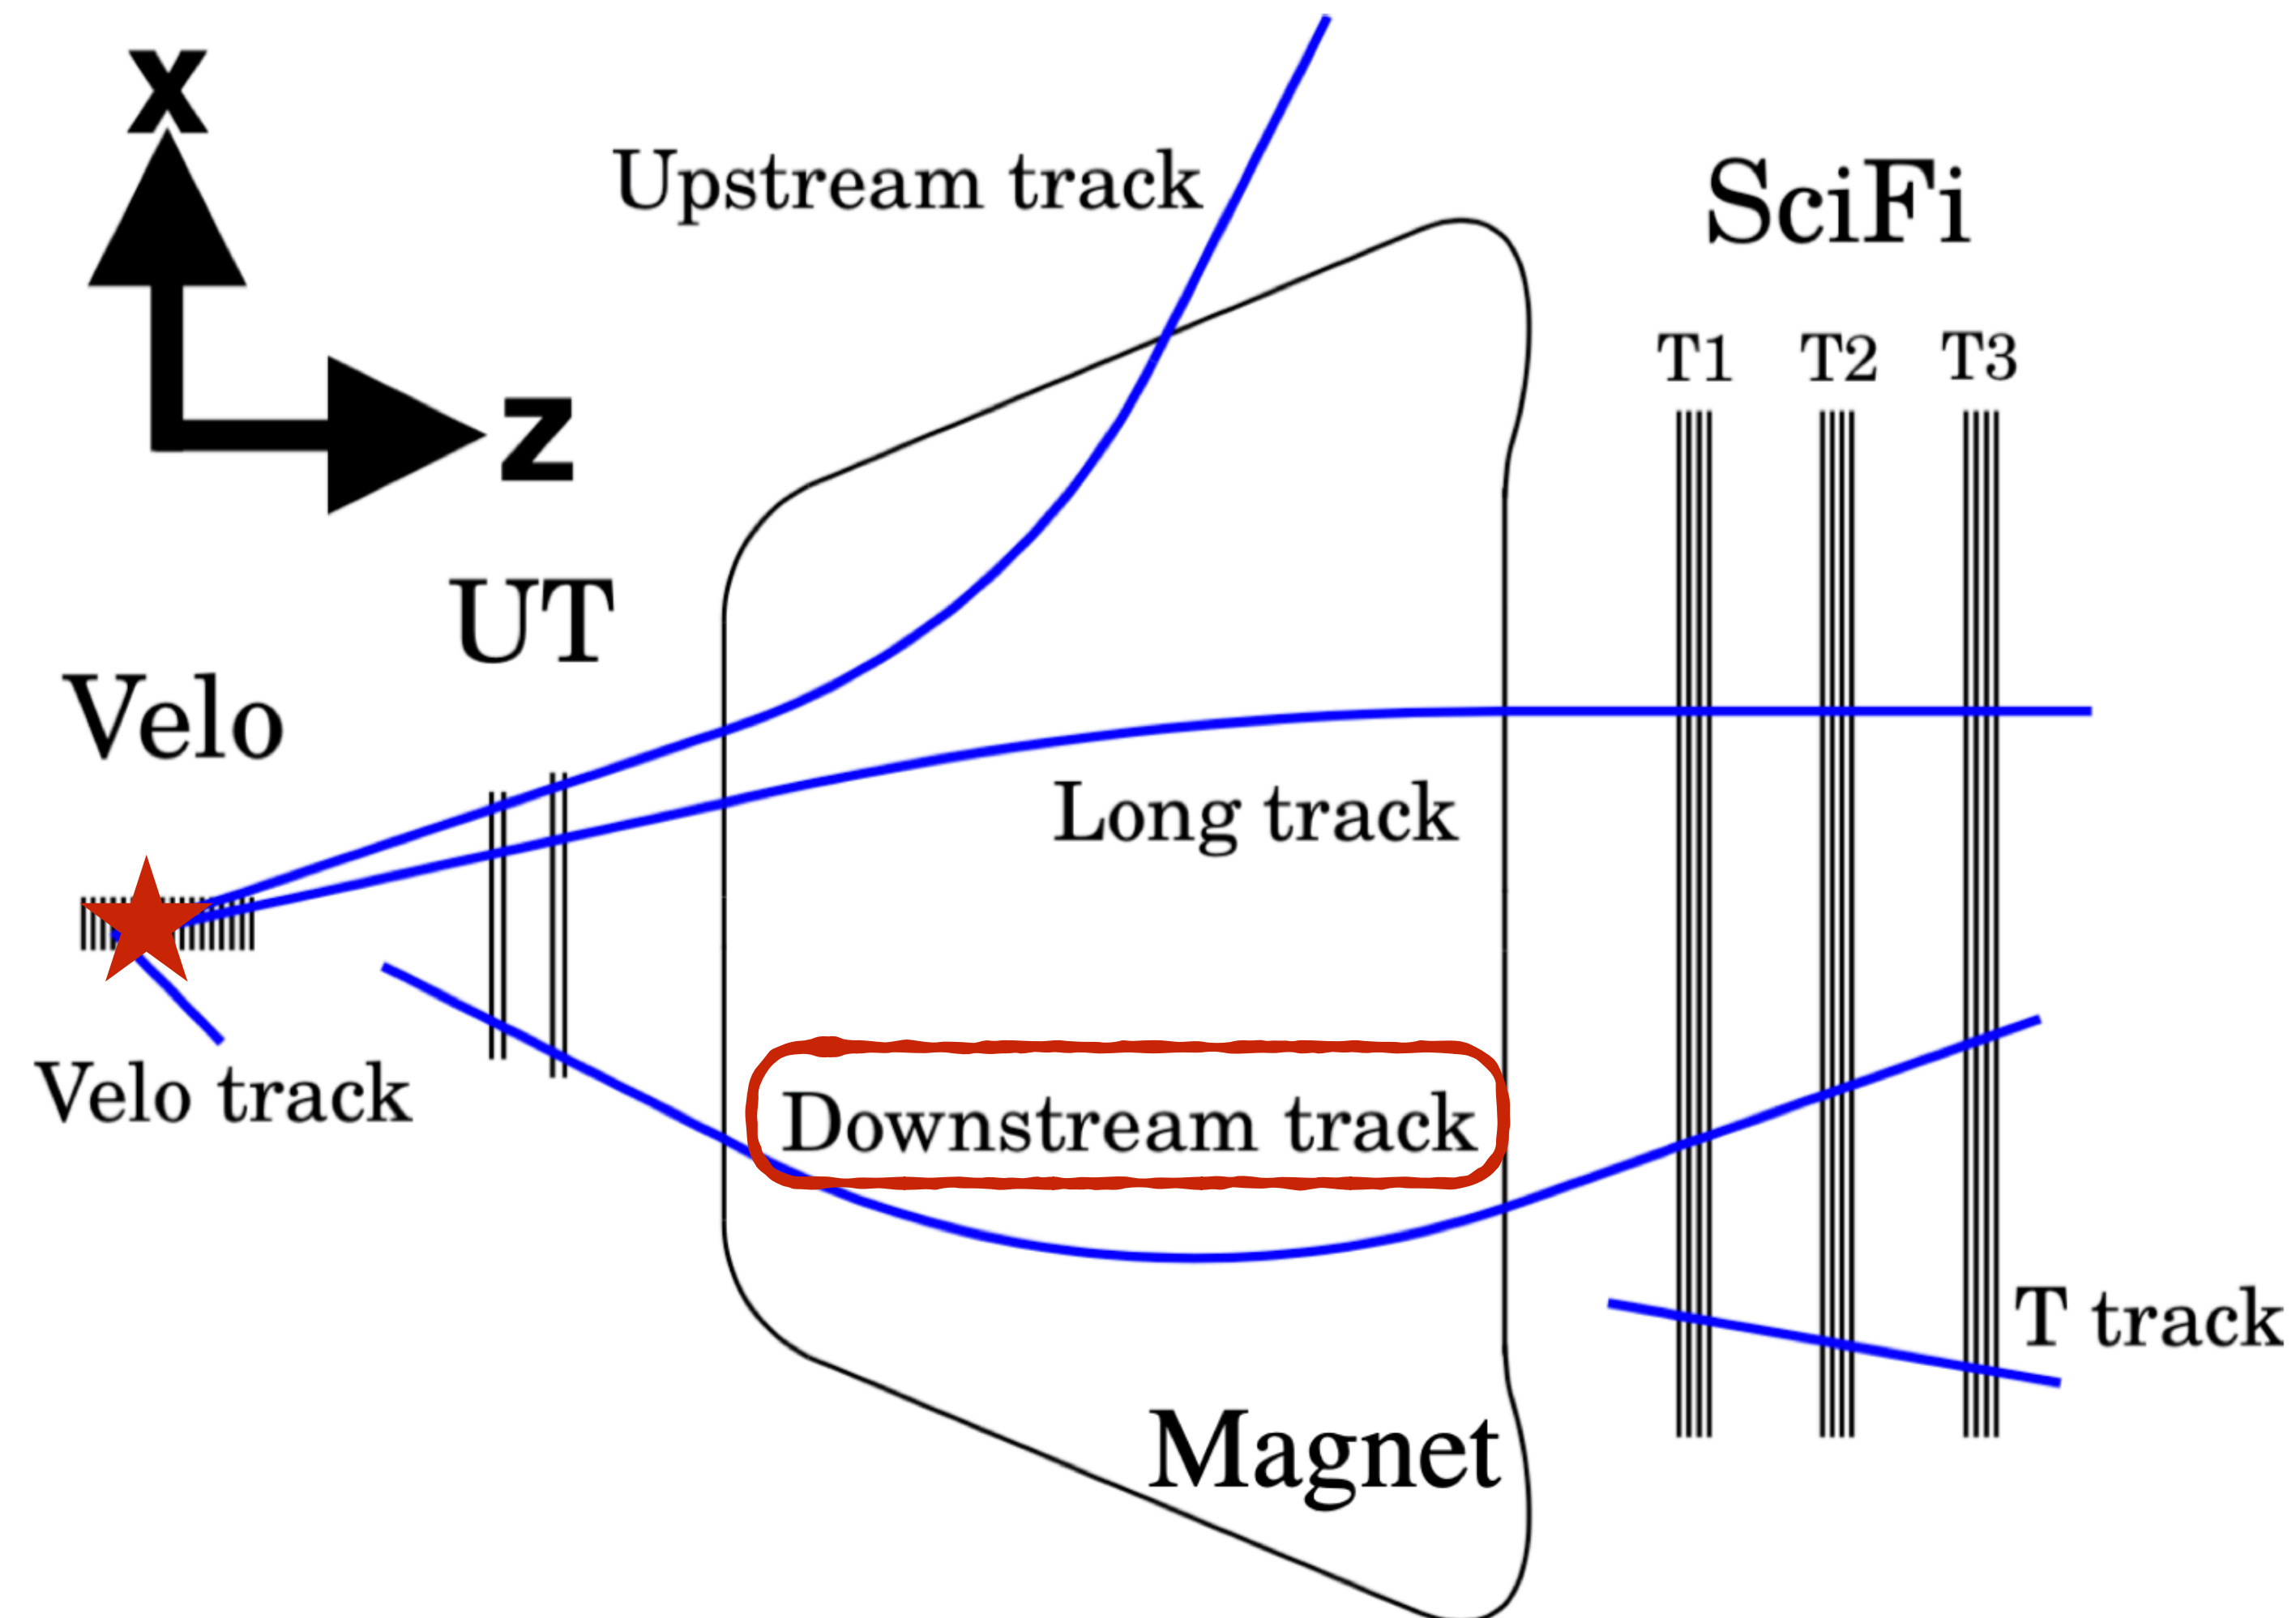 X
Upstream track
SciFi
T1 T2 T3
Z
UT
Velo
Long track
Velo track
Downstream track
T track
Magnet